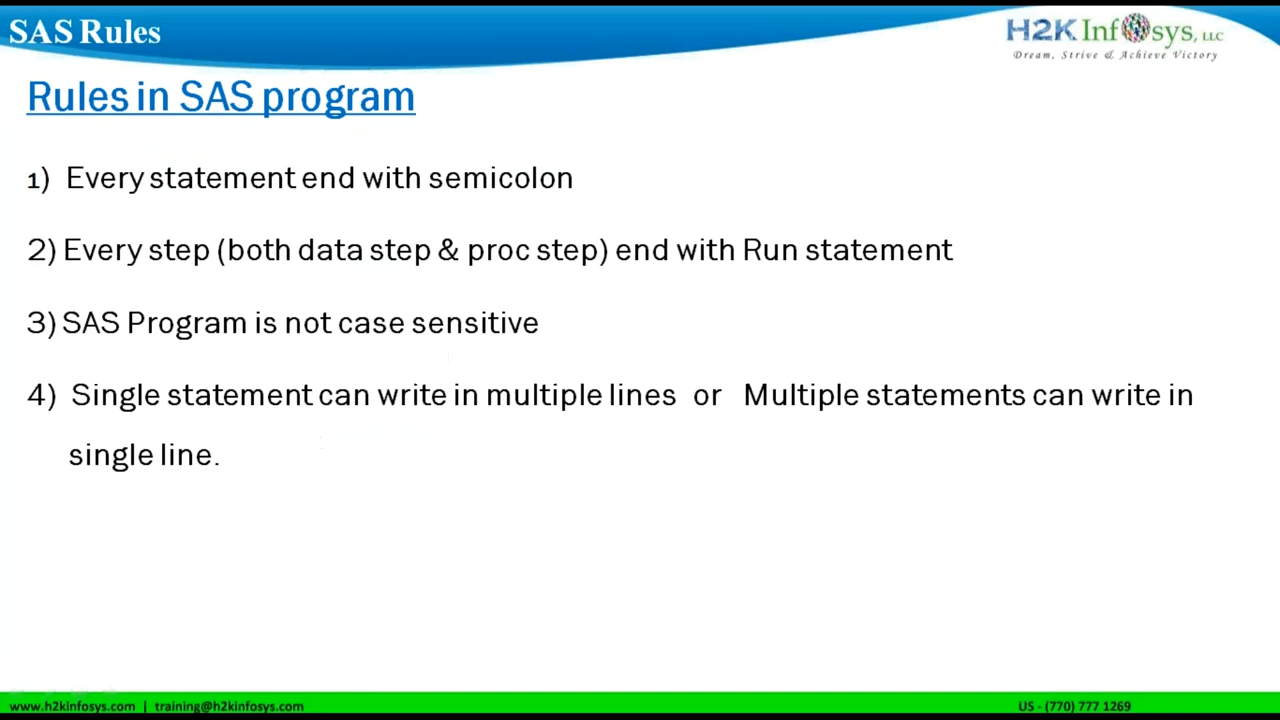 SAS Rules
H2K Infosys, LLC
Dream, Strive & Achieve Victory
Rules in SAS program
1) Every statement end with semicolon
2) Every step (both data step & proc step) end with Run statement
3) SAS Program is not case sensitive
4) Single statement can write in multiple lines or Multiple statements can write in
single line.
www.h2kinfosys.com | training@h2kinfosys.com
US - (770) 777 1269